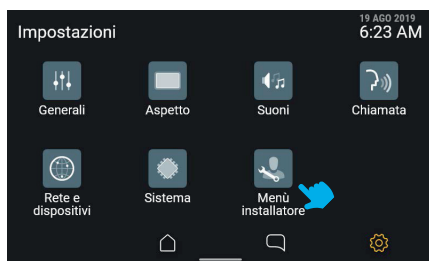 19 AGO 2019
Impostazioni 6:23 AM
Generali Aspetto Suoni Chiamata
Rete e dispositivi Sistema Menù installatore